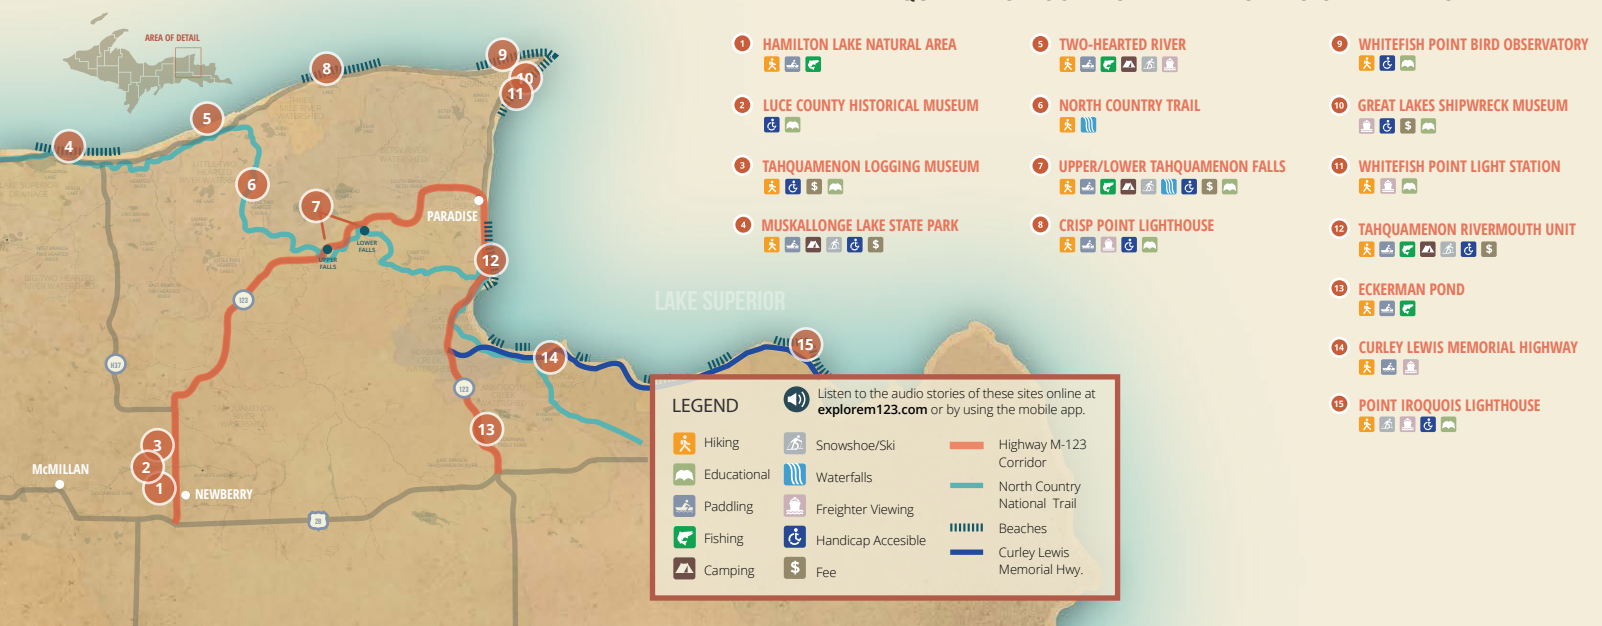 AREA OF DETAIL
1 HAMILTON LAKE NATURAL AREA
2 LUCE COUNTY HISTORICAL MUSEUM
3 TAHQUAMENON LOGGING MUSEUM
$
4 MUSKALLONGE LAKE STATE PARK
$
5 TWO-HEARTED RIVER
6 NORTH COUNTRY TRAIL
7 UPPER/LOWER TAHQUAMENON FALLS
$
8 CRISP POINT LIGHTHOUSE
9 WHITEFISH POINT BIRD OBSERVATORY
10 GREAT LAKES SHIPWRECK MUSEUM
$
11 WHITEFISH POINT LIGHT STATION
12 TAHQUAMENON RIVERMOUTH UNIT
$
13 ECKERMAN POND
14 CURLEY LEWIS MEMORIAL HIGHWAY
15 POINT IROQUOIS LIGHTHOUSE
8
9
10
11
5
4
6
7
PARADISE
LOWER
FALLS
UPPER
FALLS
12
123
LAKE SUPERIOR
15
14
H37
123
13
3
2
1
McMILLAN
NEWBERRY
28
LEGEND
Listen to the audio stories of these sites online at
explorem123.com or by using the mobile app.
Hiking
Educational
Paddling
Fishing
Camping
Snowshoe/Ski
Waterfalls
Freighter Viewing
Handicap Accesible
$ Fee
Highway M-123
Corridor
North Country
National Trail
Beaches
Curley Lewis
Memorial Hwy.